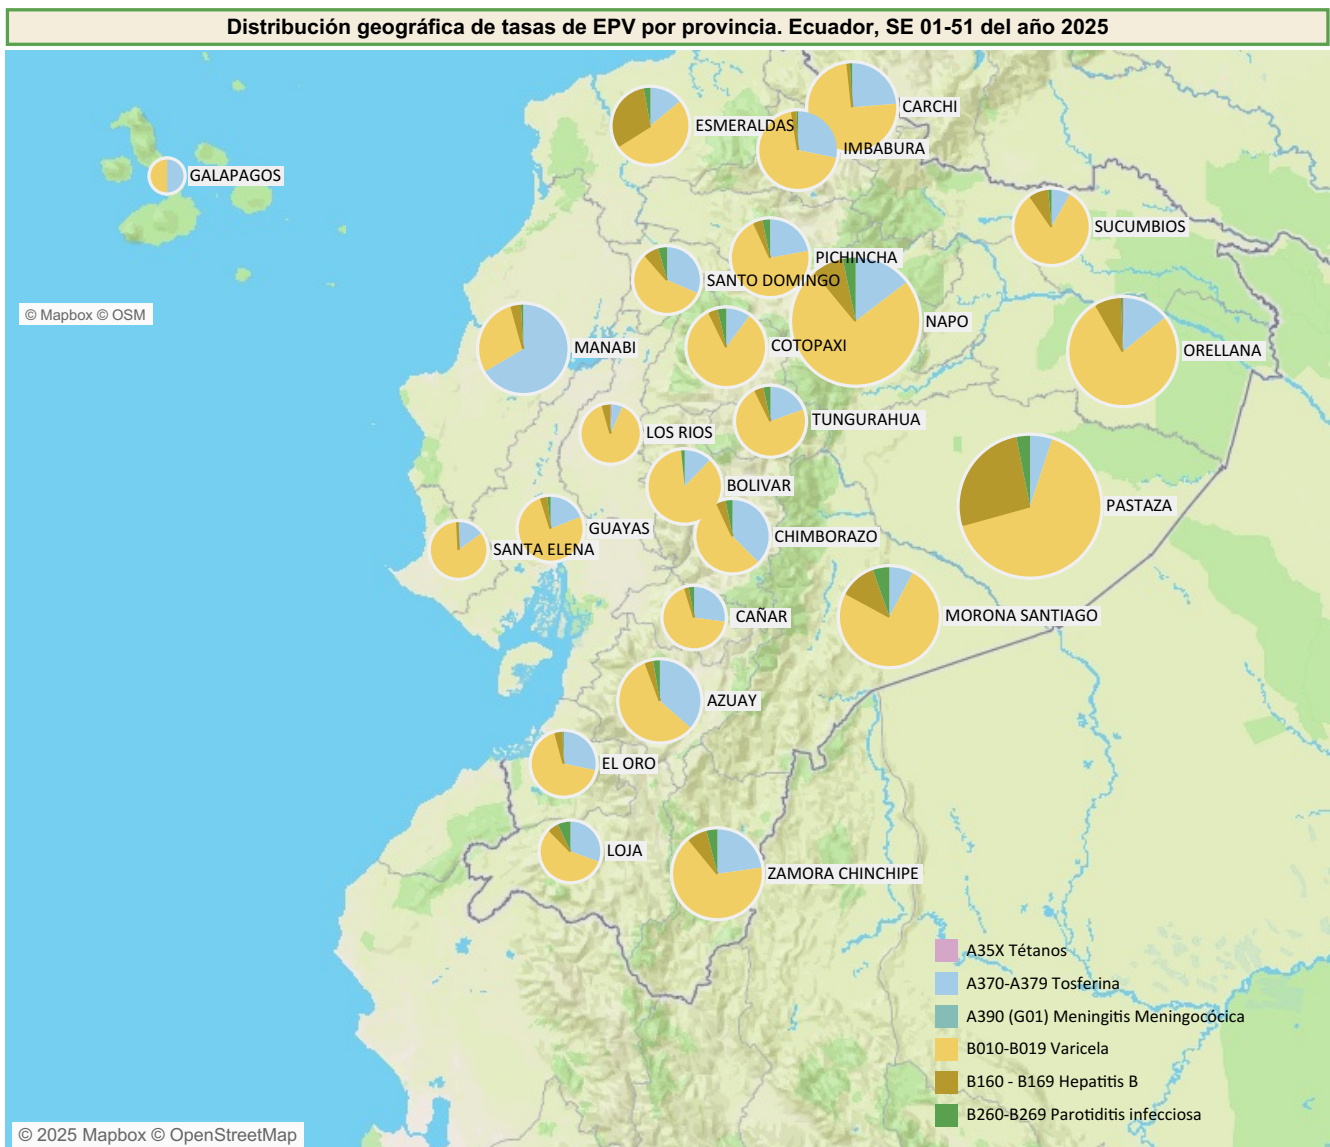 Distribución geográfica de tasas de EPV por provincia. Ecuador, SE 01-51 del año 2025
CARCHI
ESMERALDAS
IMBABURA
GALAPAGOS
SUCUMBIOS
PICHINCHA
SANTO DOMINGO
© Mapbox © OSM
NAPO
MANABI
COTOPAXI
ORELLANA
TUNGURAHUA
LOS RIOS
BOLIVAR
PASTAZA
GUAYAS
CHIMBORAZO
SANTA ELENA
CAÑAR
MORONA SANTIAGO
AZUAY
EL ORO
LOJA
ZAMORA CHINCHIPE
A35X Tétanos
A370-A379 Tosferina
A390 (G01) Meningitis Meningocócica
B010-B019 Varicela
B160 - B169 Hepatitis B
B260-B269 Parotiditis infecciosa
© 2025 Mapbox © OpenStreetMap